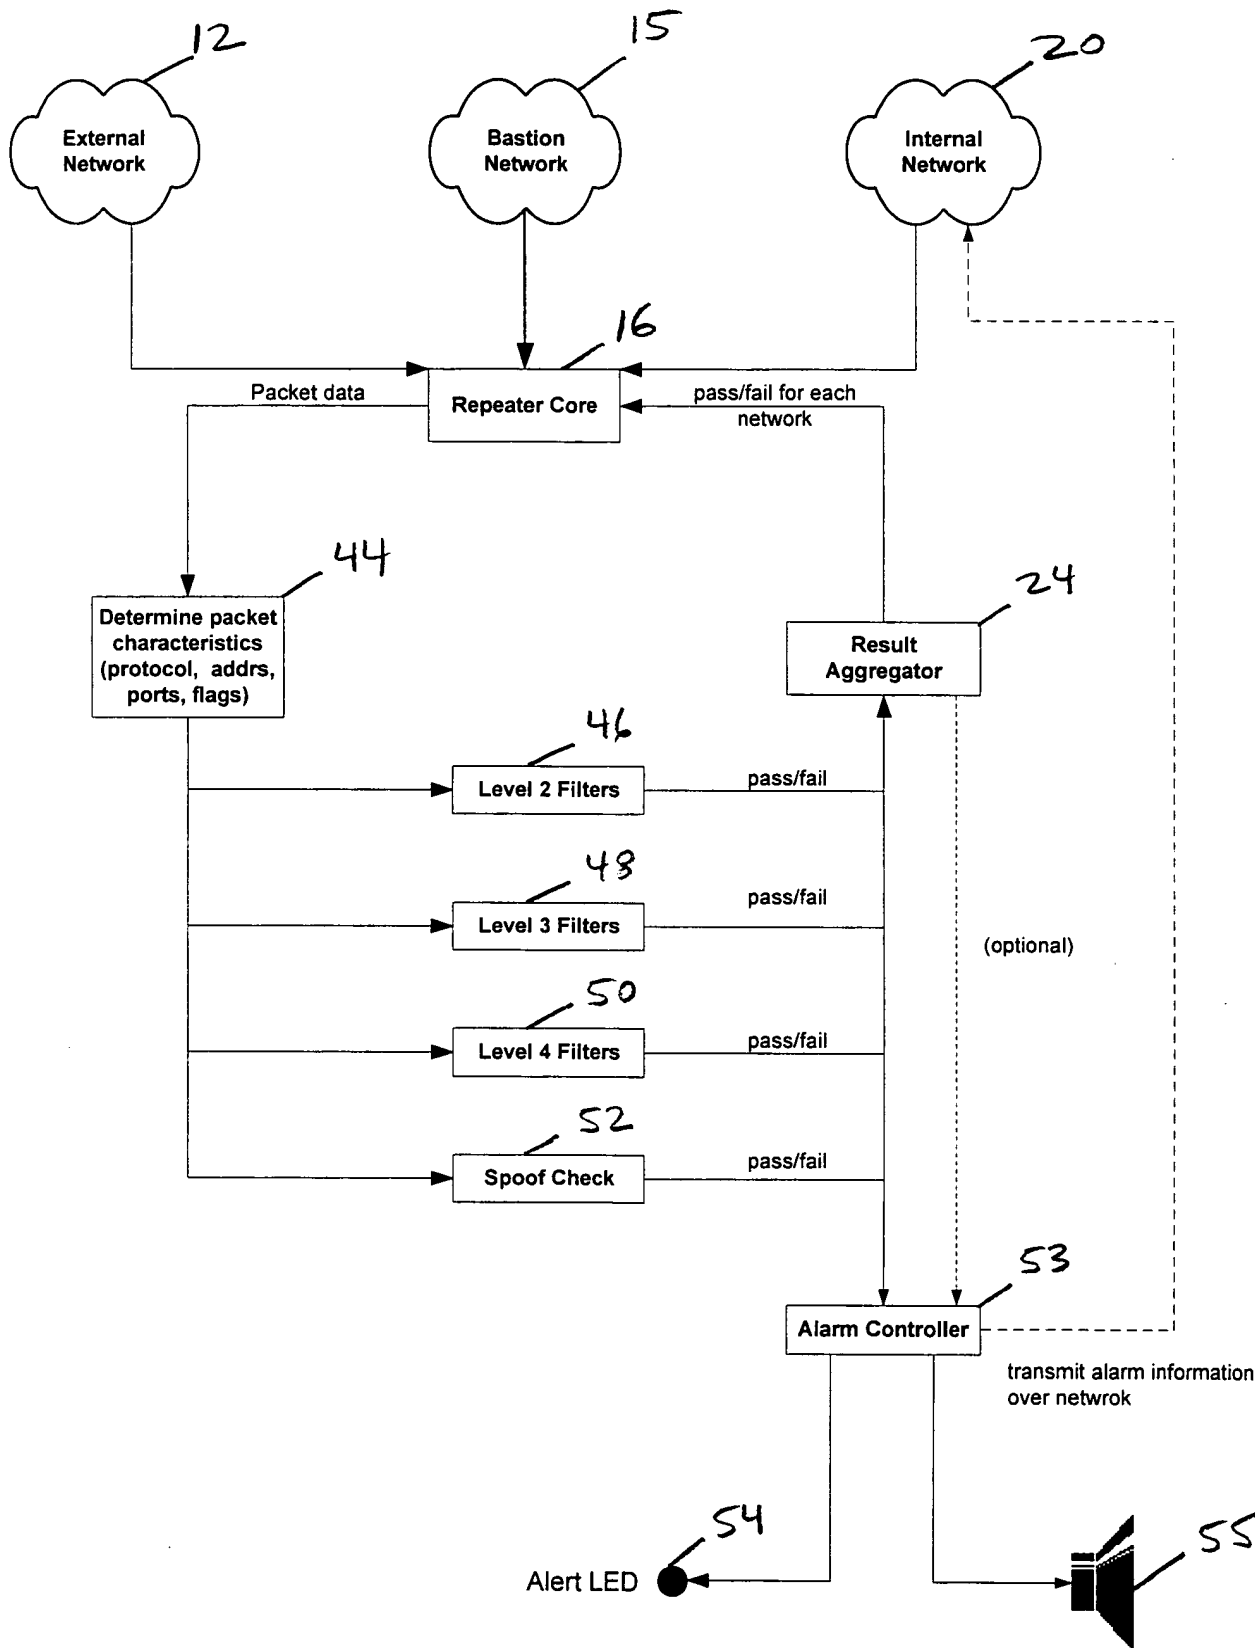 12
15
20
External
Network
Bastion
Network
Internal
Network
16
Packet data
Repeater Core
pass/fail for each
network
44
24
Determine packet
characteristics
(protocol, addrs,
ports, flags)
Result
Aggregator
46
Level 2 Filters
pass/fail
48
Level 3 Filters
pass/fail
(optional)
50
Level 4 Filters
pass/fail
52
Spoof Check
pass/fail
53
Alarm Controller
transmit alarm information
over netwrok
54
55
Alert LED